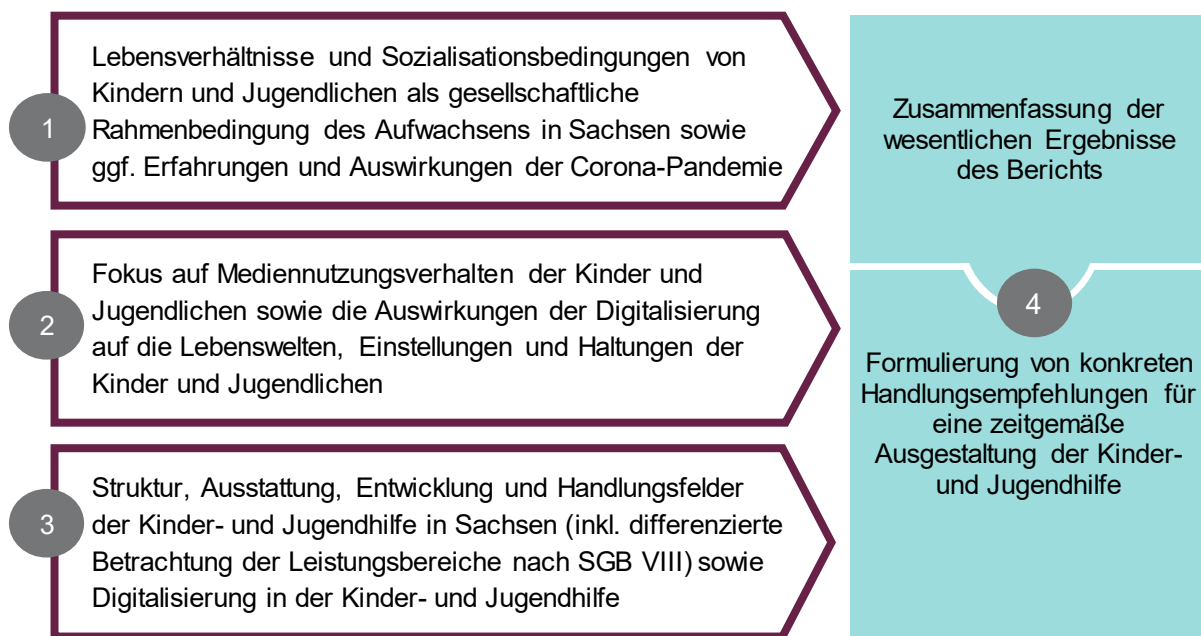 1
Lebensverhältnisse und Sozialisationsbedingungen von
Kindern und Jugendlichen als gesellschaftliche
Rahmenbedingung des Aufwachsens in Sachsen sowie
ggf. Erfahrungen und Auswirkungen der Corona-Pandemie
2
Fokus auf Mediennutzungsverhalten der Kinder und
Jugendlichen sowie die Auswirkungen der Digitalisierung
auf die Lebenswelten, Einstellungen und Haltungen der
Kinder und Jugendlichen
3
Struktur, Ausstattung, Entwicklung und Handlungsfelder
der Kinder- und Jugendhilfe in Sachsen (inkl. differenzierte
Betrachtung der Leistungsbereiche nach SGB VIII) sowie
Digitalisierung in der Kinder- und Jugendhilfe
Zusammenfassung der
wesentlichen Ergebnisse
des Berichts
4
Formulierung von konkreten
Handlungsempfehlungen für
eine zeitgemäße
Ausgestaltung der Kinder-
und Jugendhilfe